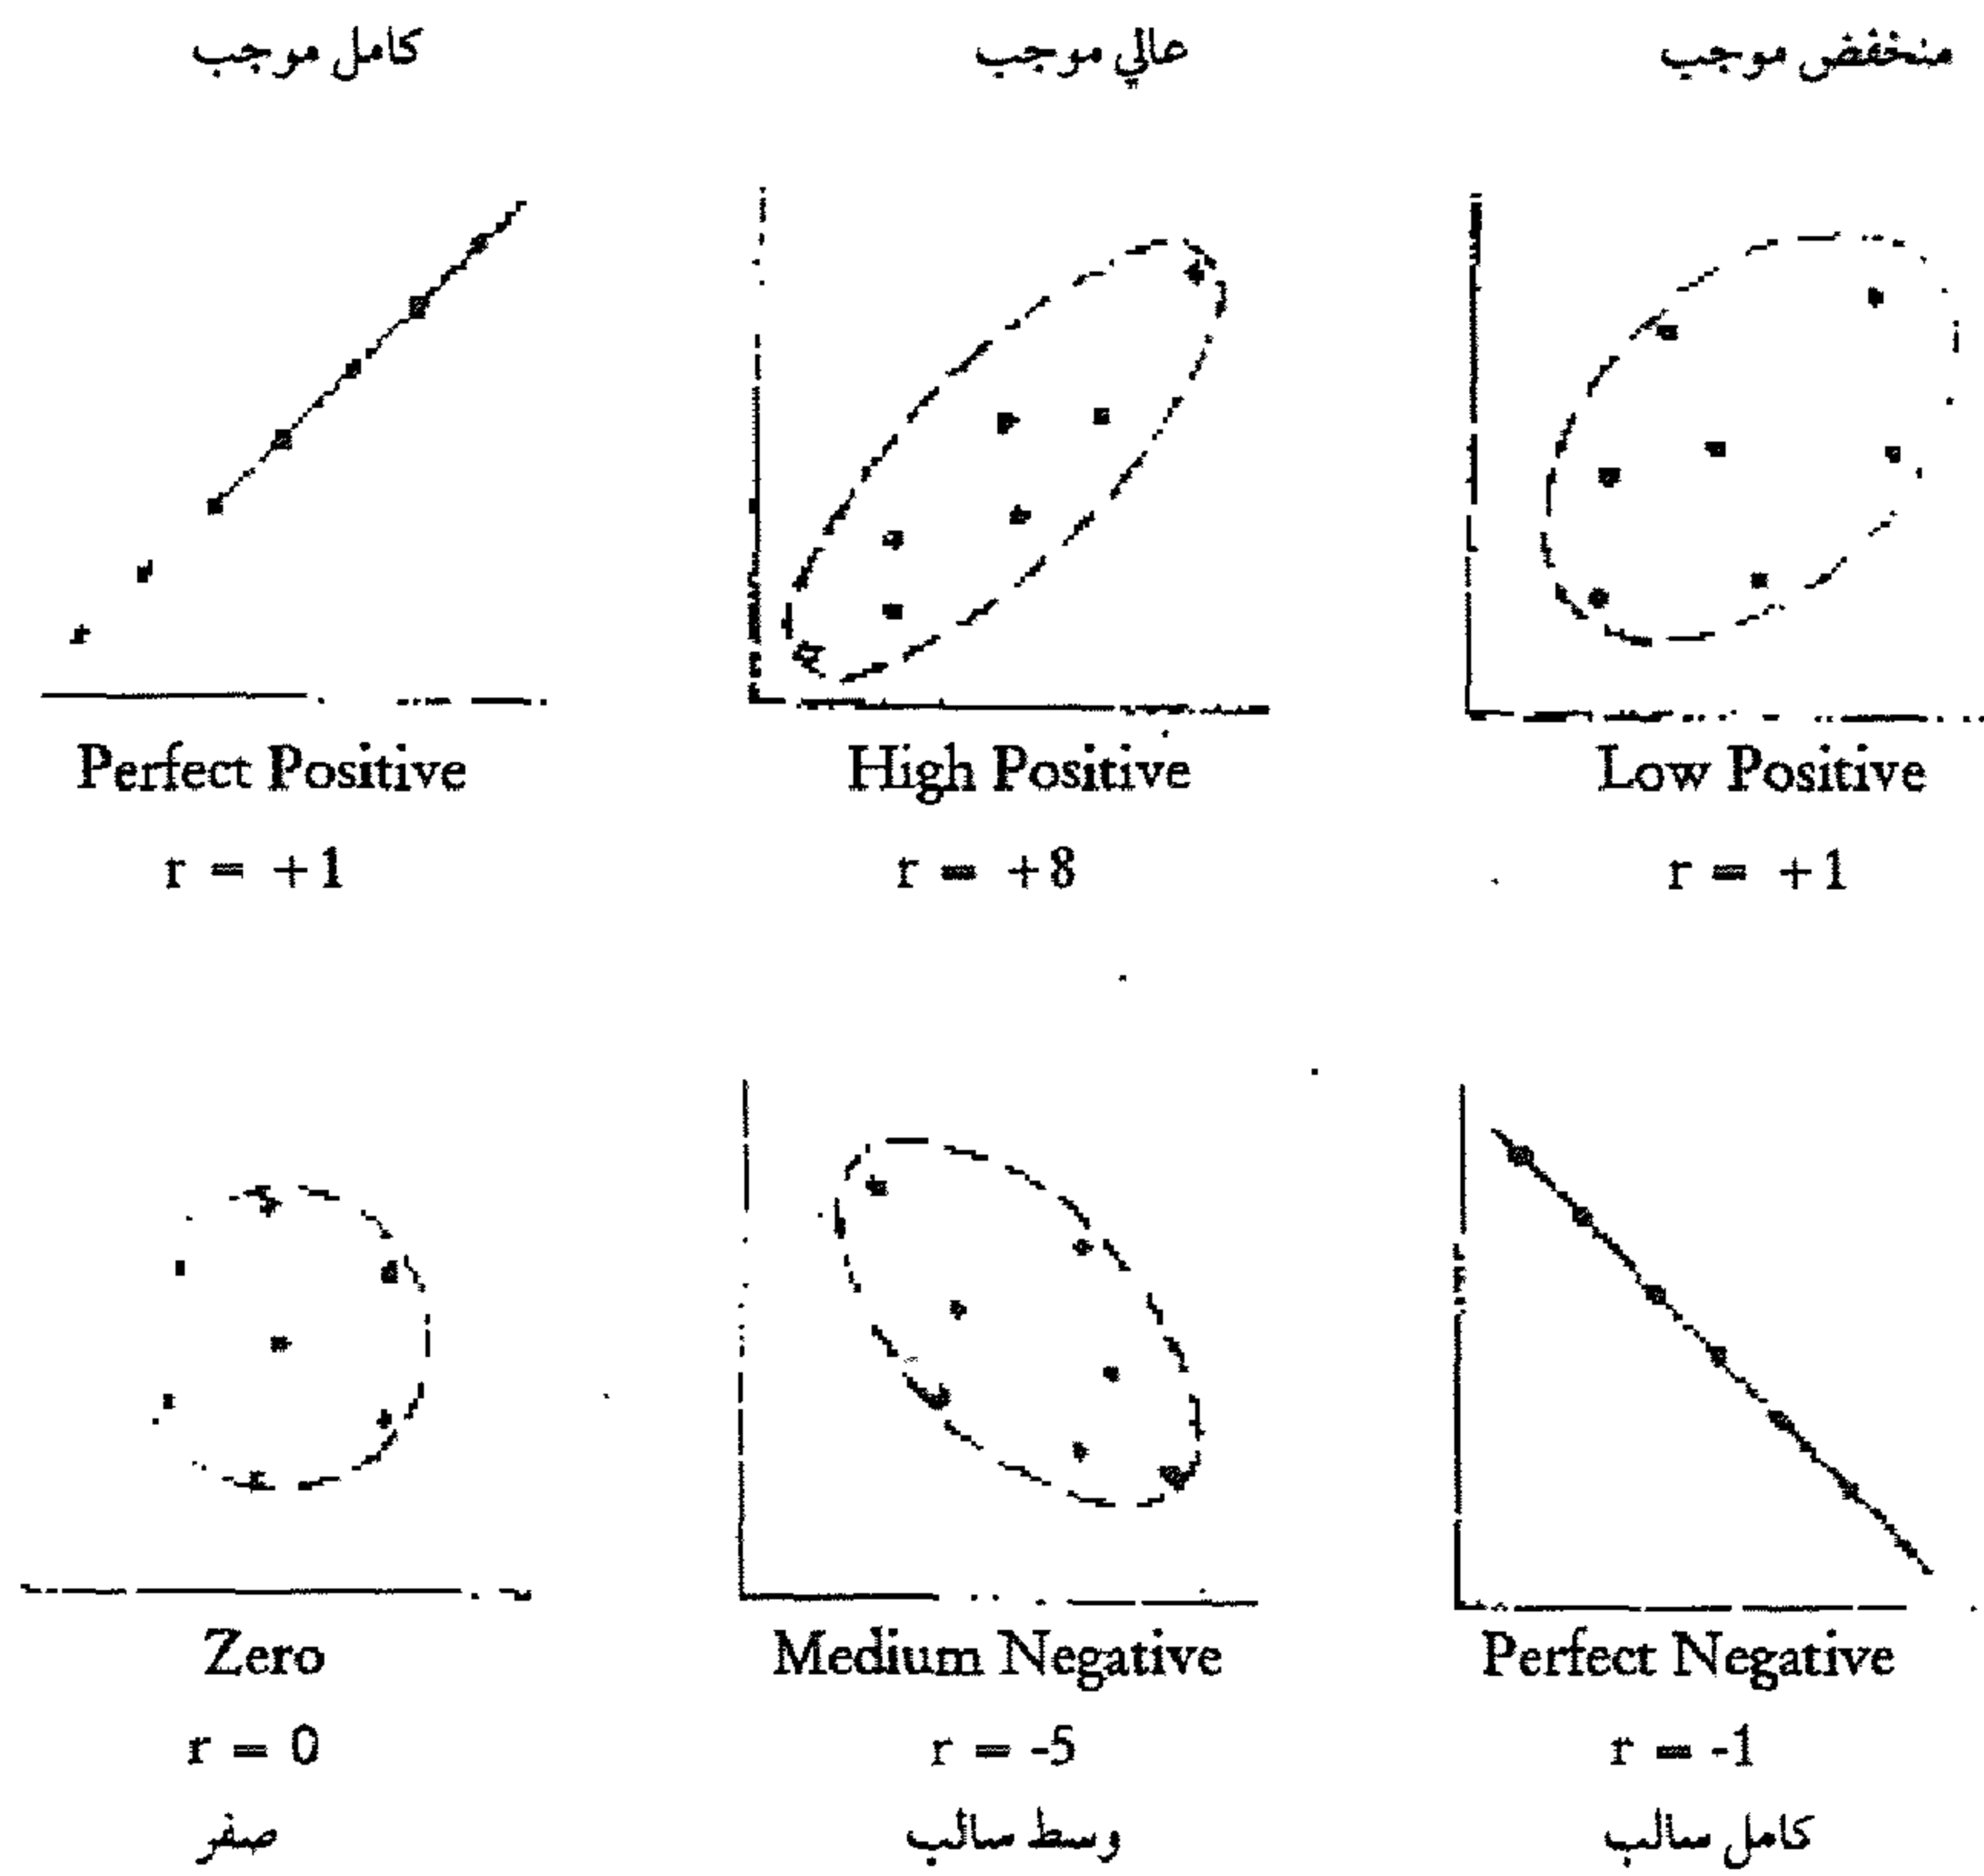 كامل موجب
عالي موجب
منخفض موجب
Perfect Positive
High Positive
Low Positive
r = +1
r = +8
r = +1
Zero
Medium Negative
Perfect Negative
r = 0
r = -5
r = -1
صفر
وسط سالب
كامل سالب